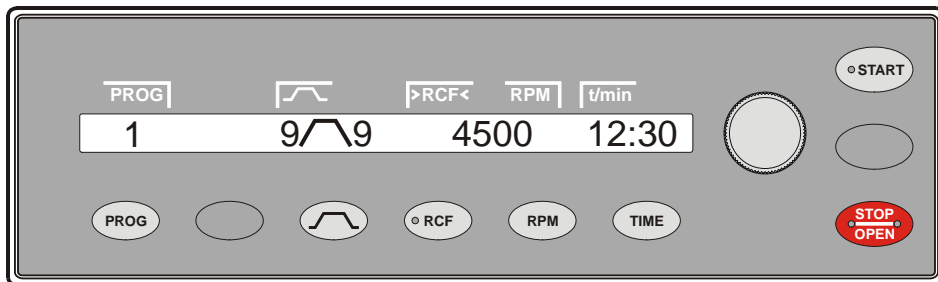 START
PROG >RCF< RPM t/min
1 9 9 4500 12:30
PROG RCF RPM TIME
STOP
OPEN